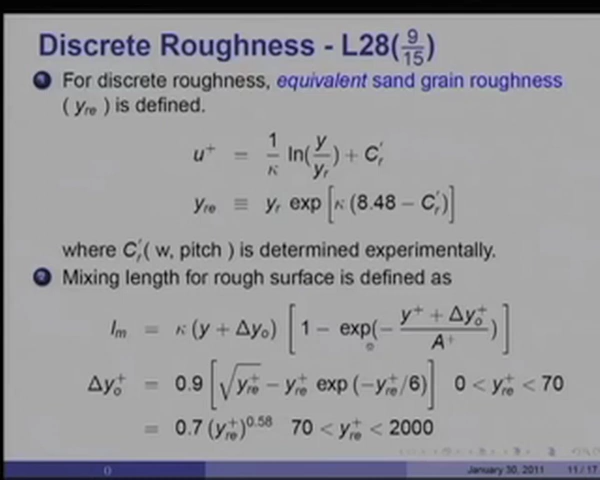 Discrete Roughness - L28(9/15)
1 For discrete roughness, equivalent sand grain roughness
( y_re ) is defined.
u^+ = 1/κ ln(y/y_r) + C_r'
y_re ≡ y_r exp [κ (8.48 − C_r')]
where C_r'( w, pitch ) is determined experimentally.
2 Mixing length for rough surface is defined as
l_m = κ (y + Δy_o) [1 − exp(− (y^+ + Δy_o^+)/A^+)]
Δy_o^+ = 0.9 [√(y_re^+) − y_re^+ exp (−y_re^+/6)] 0 < y_re^+ < 70
= 0.7 (y_re^+)^0.58 70 < y_re^+ < 2000
() January 30, 2011 11 / 17